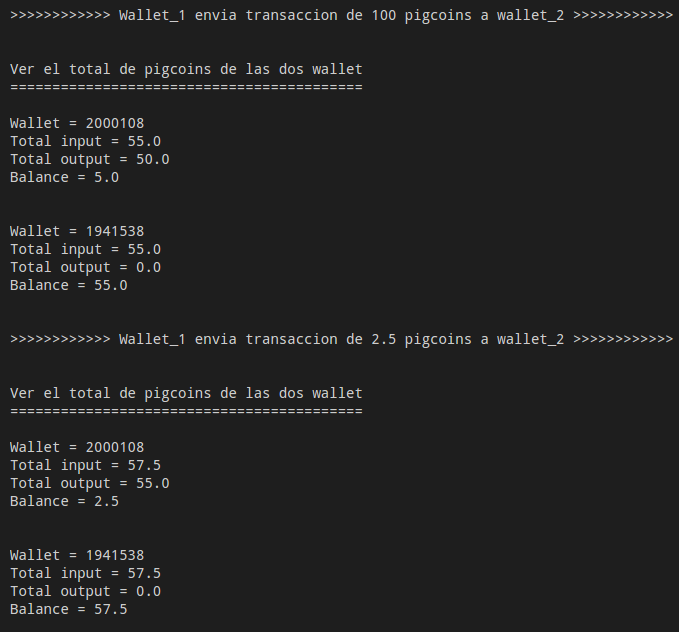 >>>>>>>>>>>> Wallet_1 envia transaccion de 100 pigcoins a wallet_2 >>>>>>>>>>>>
Ver el total de pigcoins de las dos wallet
==========================================
Wallet = 2000108
Total input = 55.0
Total output = 50.0
Balance = 5.0
Wallet = 1941538
Total input = 55.0
Total output = 0.0
Balance = 55.0
>>>>>>>>>>>> Wallet_1 envia transaccion de 2.5 pigcoins a wallet_2 >>>>>>>>>>>>
Ver el total de pigcoins de las dos wallet
==========================================
Wallet = 2000108
Total input = 57.5
Total output = 55.0
Balance = 2.5
Wallet = 1941538
Total input = 57.5
Total output = 0.0
Balance = 57.5